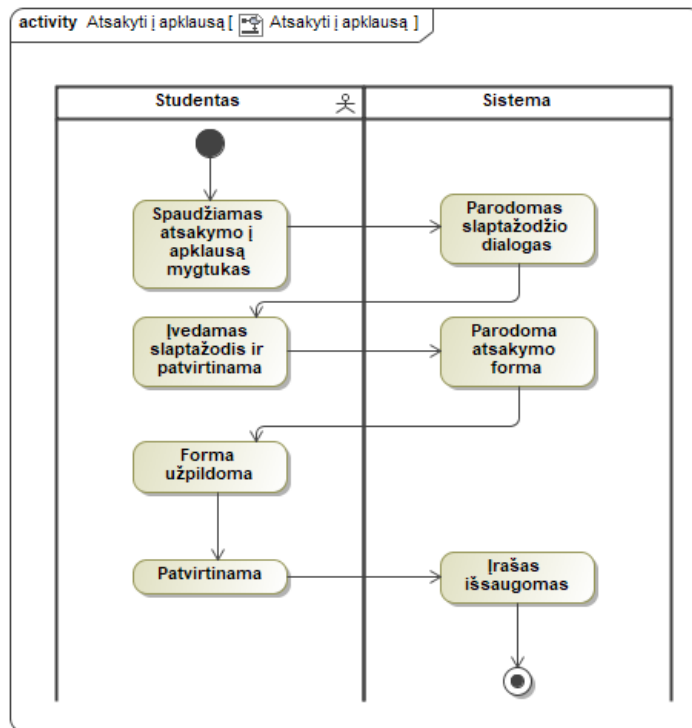 activity Atsakyti į apklausą [ Atsakyti į apklausą ]
Studentas
Sistema
Spaudžiamas
atsakymo į
apklausą
mygtukas
Parodomas
slaptažodžio
dialogas
Įvedamas
slaptažodis ir
patvirtinama
Parodoma
atsakymo
forma
Forma
užpildoma
Patvirtinama
Įrašas
išsaugomas